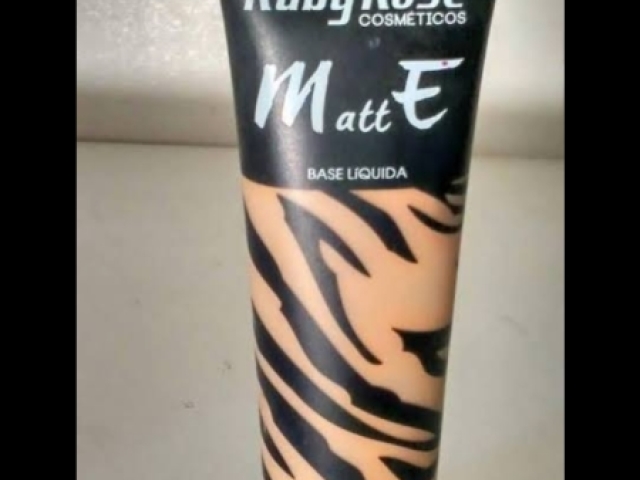 RubyRose
COSMÉTICOS
MattE
BASE LÍQUIDA